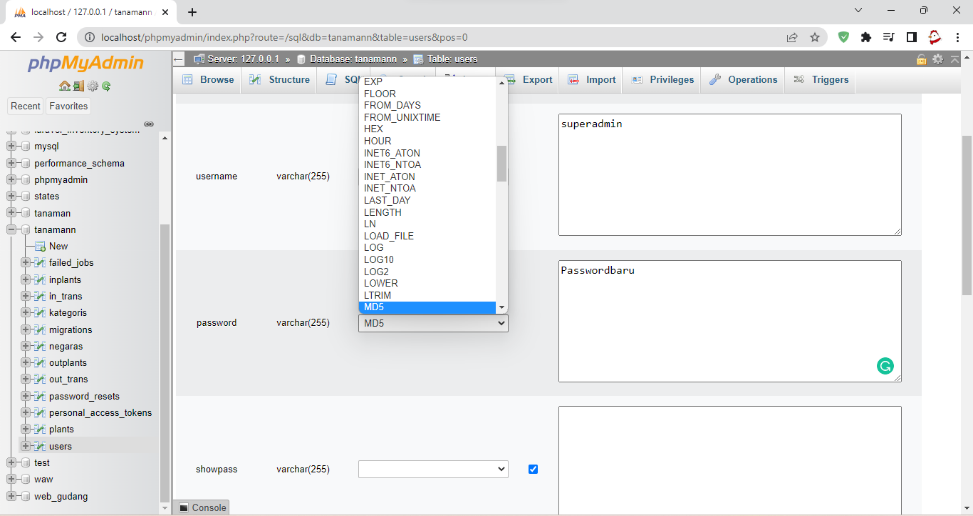 localhost / 127.0.0.1 / tanamann
localhost/phpmyadmin/index.php?route=/sql&db=tanamann&table=users&pos=0
phpMyAdmin
Recent
Favorites
mysql
performance_schema
phpmyadmin
states
tanaman
tanamann
New
failed_jobs
inplants
in_trans
kategoris
migrations
negaras
outplants
out_trans
password_resets
personal_access_tokens
plants
users
test
waw
web_gudang
Server: 127.0.0.1 » Database: tanamann » Table: users
Browse Structure Export Import Privileges Operations Triggers
EXP
FLOOR
FROM_DAYS
FROM_UNIXTIME
HEX
HOUR
INET6_ATON
INET6_NTOA
INET_ATON
INET_NTOA
LAST_DAY
LENGTH
LN
LOAD_FILE
LOG
LOG10
LOG2
LOWER
LTRIM
MD5
username varchar(255) superadmin
password varchar(255) MD5 Passwordbaru
showpass varchar(255)
Console